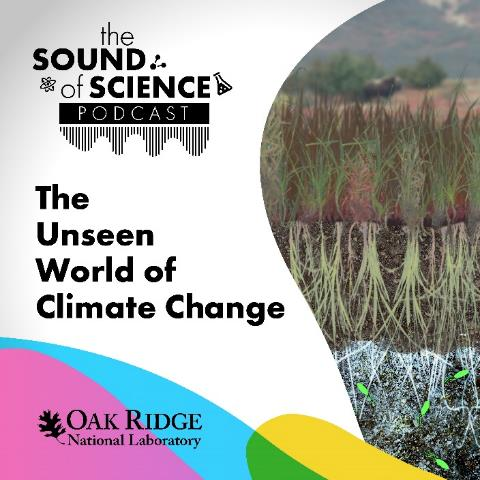 the
SOUND
of SCIENCE
PODCAST
The
Unseen
World of
Climate Change
OAK RIDGE
National Laboratory